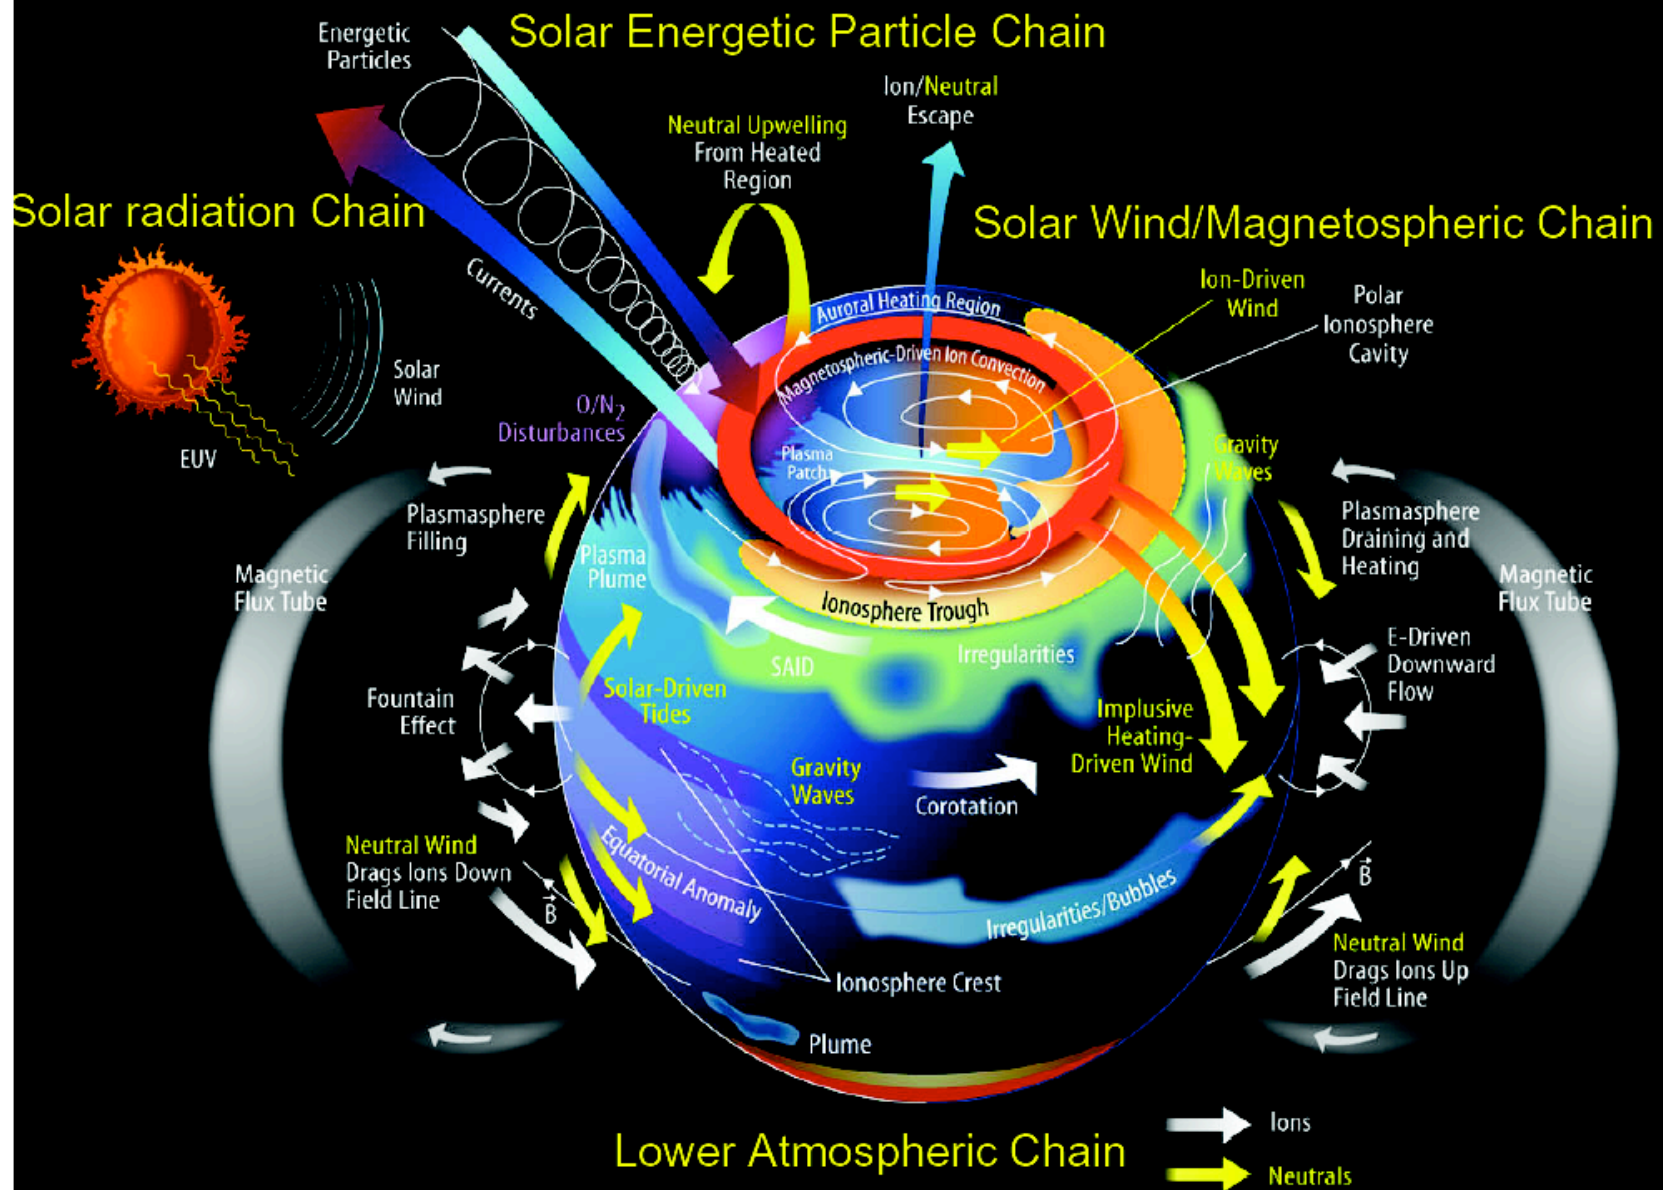 Solar Energetic Particle Chain
Energetic
Particles
Ion/Neutral
Escape
Neutral Upwelling
From Heated
Region
Solar radiation Chain
Solar Wind/Magnetospheric Chain
Currents
Ion-Driven
Wind
Polar
Ionosphere
Cavity
Auroral Heating Region
Magnetospheric-Driven Ion Convection
Solar
Wind
EUV
O/N2
Disturbances
Plasma
Patch
Gravity
Waves
Plasmasphere
Filling
Plasmasphere
Draining and
Heating
Plasma
Plume
Magnetic
Flux Tube
Magnetic
Flux Tube
Ionosphere Trough
SAID
Irregularities
E-Driven
Downward
Flow
Fountain
Effect
Solar-Driven
Tides
Implusive
Heating-
Driven Wind
Gravity
Waves
Corotation
Neutral Wind
Drags Ions Down
Field Line
B
Equatorial Anomaly
Irregularities/Bubbles
B
Neutral Wind
Drags Ions Up
Field Line
Ionosphere Crest
Plume
Lower Atmospheric Chain
Ions
Neutrals